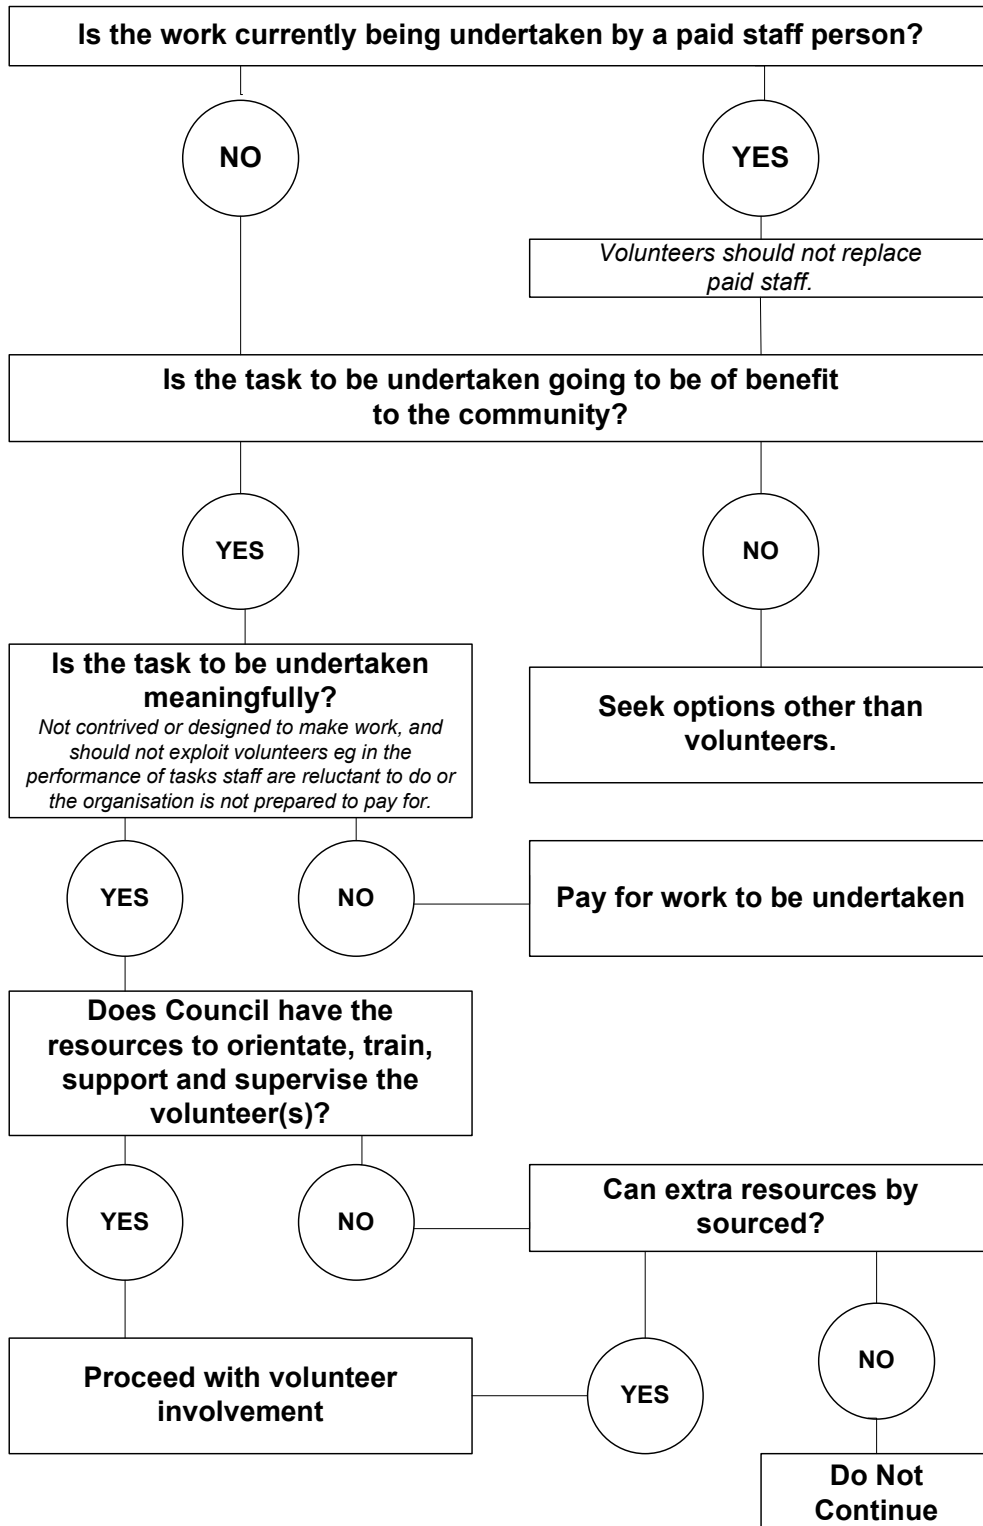 Is the work currently being undertaken by a paid staff person?
NO
YES
Volunteers should not replace
paid staff.
Is the task to be undertaken going to be of benefit
to the community?
YES
NO
Is the task to be undertaken
meaningfully?
Not contrived or designed to make work, and
should not exploit volunteers eg in the
performance of tasks staff are reluctant to do or
the organisation is not prepared to pay for.
Seek options other than
volunteers.
YES
NO
Pay for work to be undertaken
Does Council have the
resources to orientate, train,
support and supervise the
volunteer(s)?
YES
NO
Can extra resources by
sourced?
Proceed with volunteer
involvement
YES
NO
Do Not
Continue